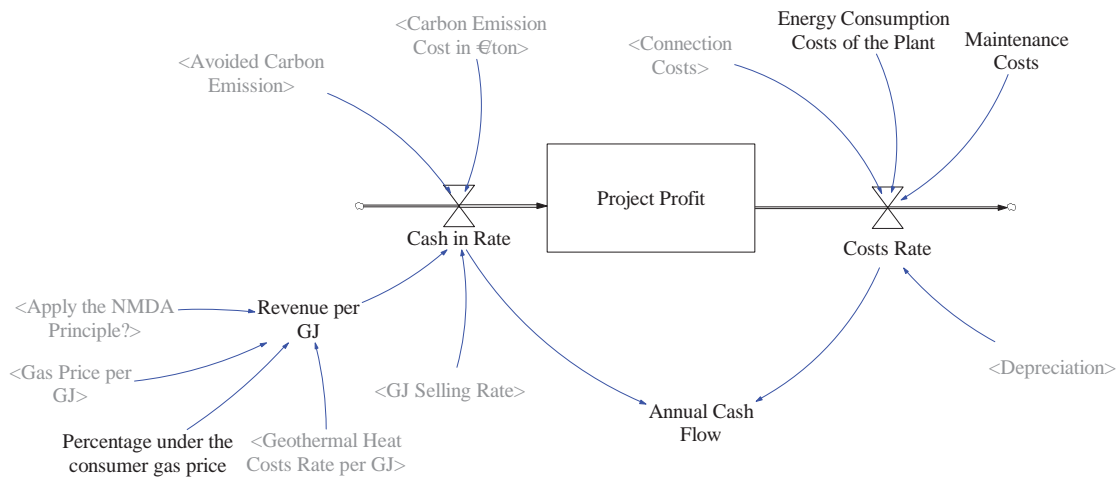 <Carbon Emission
Cost in €ton>
Energy Consumption
Costs of the Plant
<Connection
Costs>
Maintenance
Costs
<Avoided Carbon
Emission>
Project Profit
Cash in Rate
Costs Rate
<Apply the NMDA
Principle?>
Revenue per
GJ
<Gas Price per
GJ>
<GJ Selling Rate>
<Depreciation>
Annual Cash
Flow
Percentage under the
consumer gas price
<Geothermal Heat
Costs Rate per GJ>